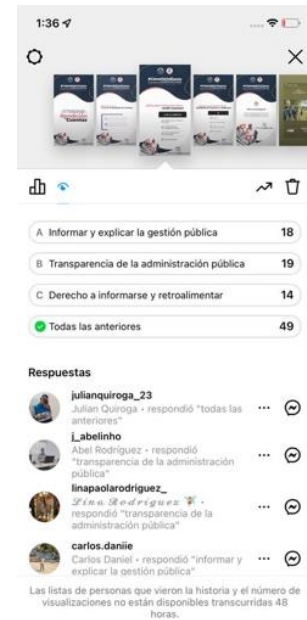 1:36
A Informar y explicar la gestión pública 18
B Transparencia de la administración pública 19
C Derecho a informarse y retroalimentar 14
Todas las anteriores 49
Respuestas
julianquiroga_23
Julian Quiroga • respondió "todas las
anteriores"
j_abelinho
Abel Rodríguez • respondió
"transparencia de la administración
pública"
linapaolarodriguez_
Lina Rodriguez •
respondió "transparencia de la
administración pública"
carlos.daniie
Carlos Daniel • respondió "informar y
explicar la gestión pública"
Las listas de personas que vieron la historia y el número de
visualizaciones no están disponibles transcurridas 48
horas.